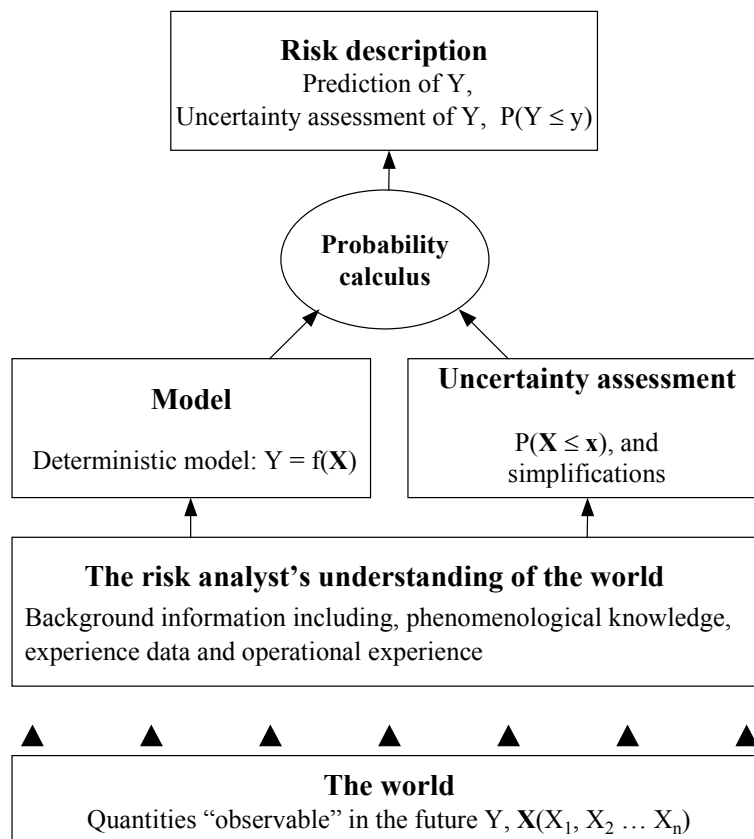 Risk description
Prediction of Y,
Uncertainty assessment of Y, P(Y ≤ y)
Probability
calculus
Model
Deterministic model: Y = f(X)
Uncertainty assessment
P(X ≤ x), and
simplifications
The risk analyst’s understanding of the world
Background information including, phenomenological knowledge,
experience data and operational experience
The world
Quantities “observable” in the future Y, X(X₁, X₂ … Xₙ)